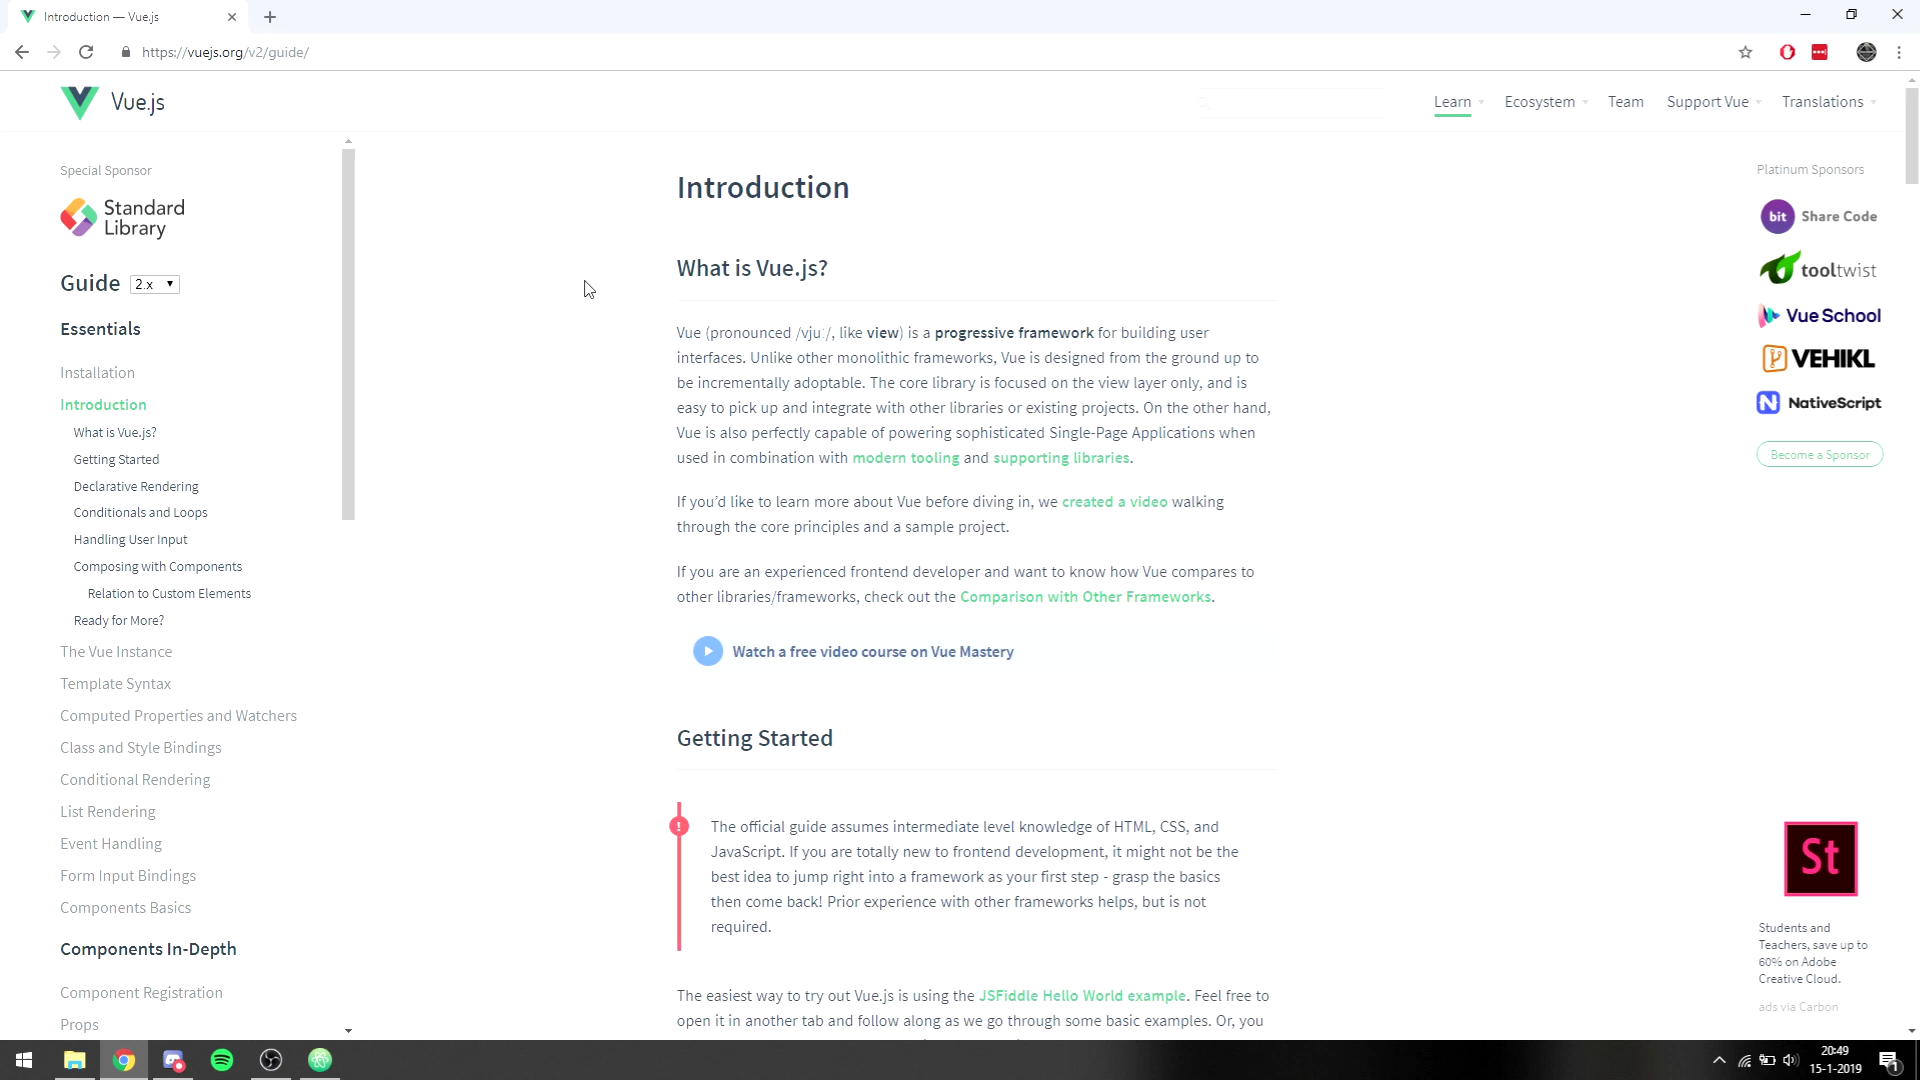 Introduction — Vue.js
https://vuejs.org/v2/guide/
Vue.js
Learn
Ecosystem
Team
Support Vue
Translations
Special Sponsor
Standard
Library
Guide 2.x
Essentials
Installation
Introduction
What is Vue.js?
Getting Started
Declarative Rendering
Conditionals and Loops
Handling User Input
Composing with Components
Relation to Custom Elements
Ready for More?
The Vue Instance
Template Syntax
Computed Properties and Watchers
Class and Style Bindings
Conditional Rendering
List Rendering
Event Handling
Form Input Bindings
Components Basics
Components In-Depth
Component Registration
Props
Introduction
What is Vue.js?
Vue (pronounced /vjuː/, like view) is a progressive framework for building user
interfaces. Unlike other monolithic frameworks, Vue is designed from the ground up to
be incrementally adoptable. The core library is focused on the view layer only, and is
easy to pick up and integrate with other libraries or existing projects. On the other hand,
Vue is also perfectly capable of powering sophisticated Single-Page Applications when
used in combination with modern tooling and supporting libraries.
If you’d like to learn more about Vue before diving in, we created a video walking
through the core principles and a sample project.
If you are an experienced frontend developer and want to know how Vue compares to
other libraries/frameworks, check out the Comparison with Other Frameworks.
Watch a free video course on Vue Mastery
Getting Started
!
The official guide assumes intermediate level knowledge of HTML, CSS, and
JavaScript. If you are totally new to frontend development, it might not be the
best idea to jump right into a framework as your first step - grasp the basics
then come back! Prior experience with other frameworks helps, but is not
required.
The easiest way to try out Vue.js is using the JSFiddle Hello World example. Feel free to
open it in another tab and follow along as we go through some basic examples. Or, you
Platinum Sponsors
bit Share Code
tooltwist
Vue School
VEHIKL
N NativeScript
Become a Sponsor
St
Students and
Teachers, save up to
60% on Adobe
Creative Cloud.
ads via Carbon
20:49
15-1-2019
1